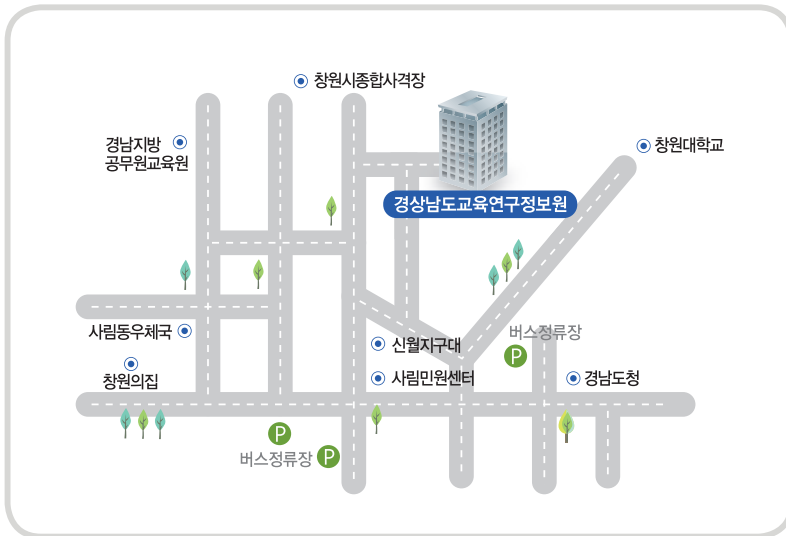 창원시종합사격장
경남지방
공무원교육원
창원대학교
경상남도교육연구정보원
사림동우체국
신월지구대
버스정류장
P
창원의집
사림민원센터
경남도청
P
버스정류장
P